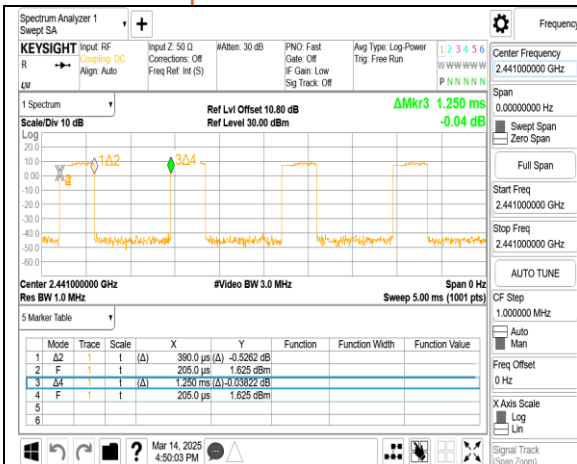 Spectrum Analyzer 1
Swept SA
Frequency
KEYSIGHT
R
Input: RF
Coupling: DC
Align: Auto
Input Z: 50 Ω
Corrections: Off
Freq Ref: Int (S)
#Atten: 30 dB
PNO: Fast
Gate: Off
IF Gain: Low
Sig Track: Off
Avg Type: Log-Power
Trig: Free Run
1 2 3 4 5 6
W W W W W W
P N N N N N
1 Spectrum
Scale/Div 10 dB
Ref Lvl Offset 10.80 dB
Ref Level 30.00 dBm
ΔMkr3 1.250 ms
-0.04 dB
Log
20.0
10.0
0.00
-10.0
-20.0
-30.0
-40.0
-50.0
-60.0
1Δ2
3Δ4
Center 2.441000000 GHz
Res BW 1.0 MHz
#Video BW 3.0 MHz
Span 0 Hz
Sweep 5.00 ms (1001 pts)
5 Marker Table
Mode Trace Scale X Y Function Function Width Function Value
1 Δ2 1 t (Δ) 390.0 µs (Δ) -0.5262 dB
2 F 1 t 205.0 µs 1.625 dBm
3 Δ4 1 t (Δ) 1.250 ms (Δ) -0.03822 dB
4 F 1 t 205.0 µs 1.625 dBm
5
6
Mar 14, 2025
4:50:03 PM
Center Frequency
2.441000000 GHz
Span
0.00000000 Hz
Swept Span
Zero Span
Full Span
Start Freq
2.441000000 GHz
Stop Freq
2.441000000 GHz
AUTO TUNE
CF Step
1.000000 MHz
Auto
Man
Freq Offset
0 Hz
X Axis Scale
Log
Lin
Signal Track
(Span Zoom)